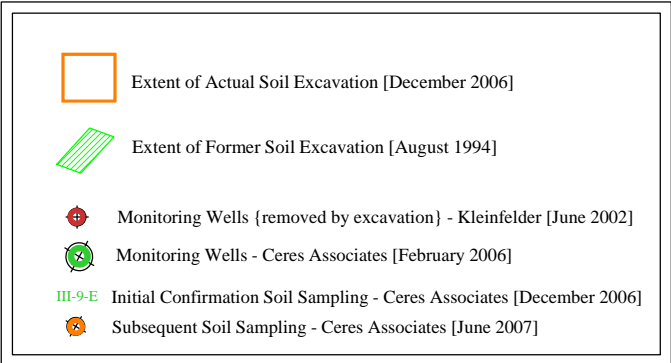 Extent of Actual Soil Excavation [December 2006]
Extent of Former Soil Excavation [August 1994]
Monitoring Wells {removed by excavation} - Kleinfelder [June 2002]
Monitoring Wells - Ceres Associates [February 2006]
III-9-E Initial Confirmation Soil Sampling - Ceres Associates [December 2006]
Subsequent Soil Sampling - Ceres Associates [June 2007]